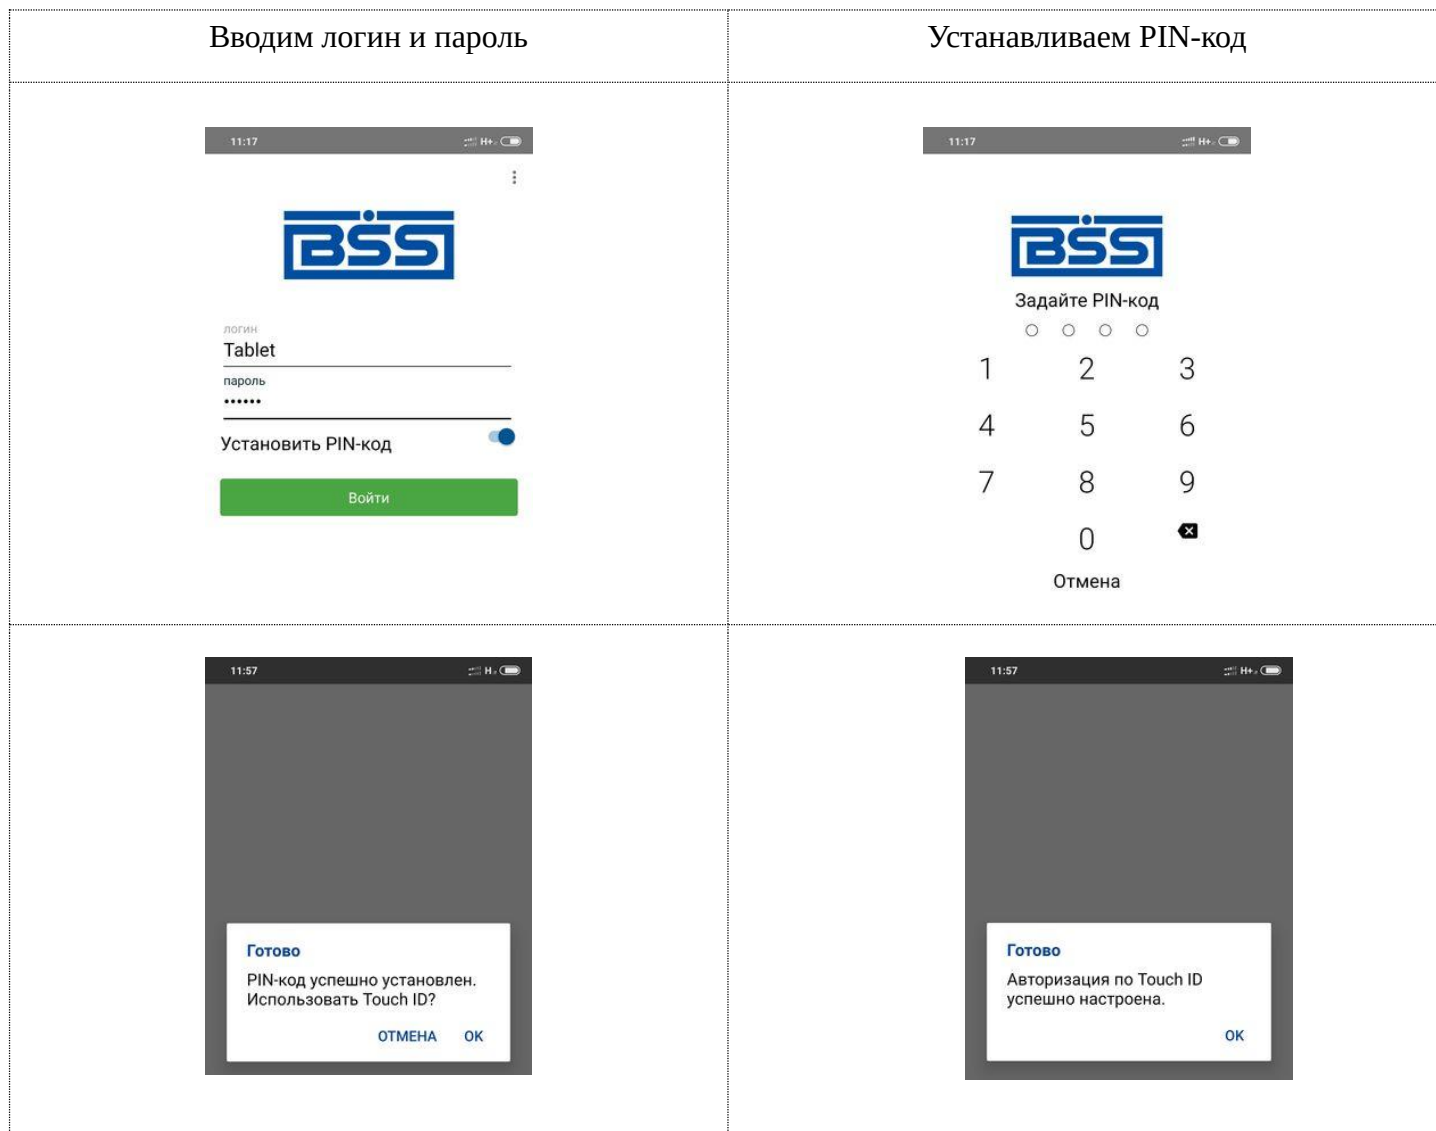 Вводим логин и пароль
Устанавливаем PIN-код
11:17
H+
BSS
логин
Tablet
пароль
••••••
Установить PIN-код
Войти
11:17
H+
BSS
Задайте PIN-код
1 2 3
4 5 6
7 8 9
0
Отмена
11:57
H
Готово
PIN-код успешно установлен.
Использовать Touch ID?
ОТМЕНА OK
11:57
H+
Готово
Авторизация по Touch ID
успешно настроена.
OK